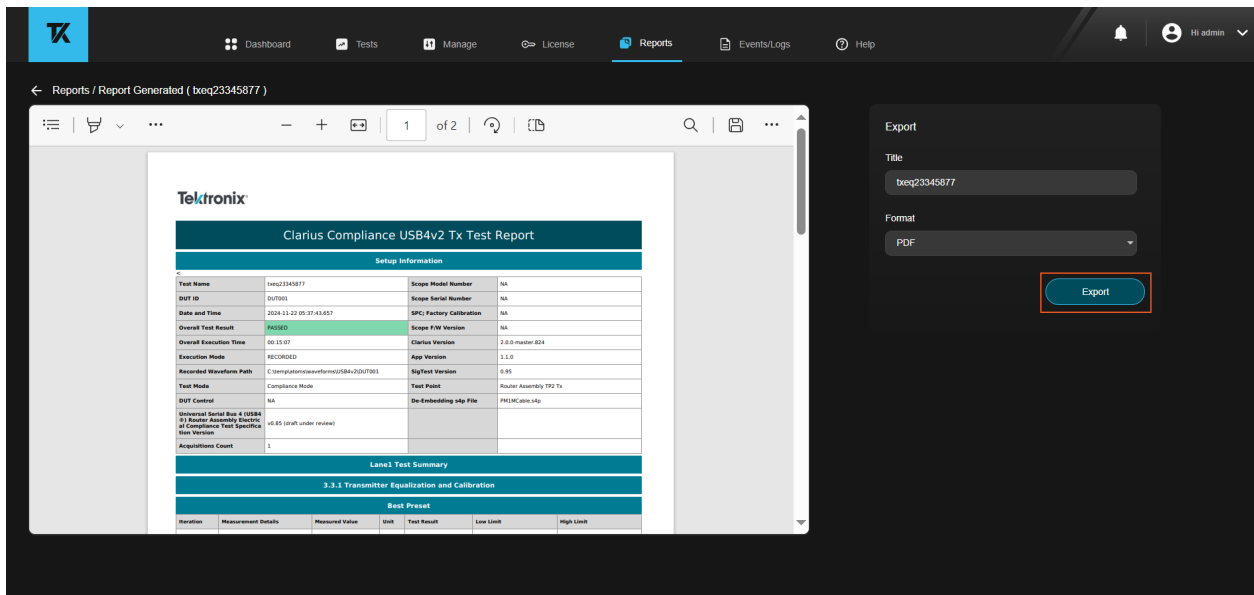 TK
Dashboard Tests Manage License Reports Events/Logs Help Hi admin
Reports / Report Generated ( txeq23345877 )
1 of 2
Tektronix
Clarius Compliance USB4v2 Tx Test Report
Setup Information
<
Test Name txeq23345877 Scope Model Number NA
DUT ID DUT001 Scope Serial Number NA
Date and Time 2024-11-22 05:37:43.657 SPC; Factory Calibration NA
Overall Test Result PASSED Scope F/W Version NA
Overall Execution Time 00:15:07 Clarius Version 2.0.0-master.824
Execution Mode RECORDED App Version 1.1.0
Recorded Waveform Path C:\temp\atoms\waveforms\USB4v2\DUT001 SigTest Version 0.95
Test Mode Compliance Mode Test Point Router Assembly TP2 Tx
DUT Control NA De-Embedding s4p File PM1MCable.s4p
Universal Serial Bus 4 (USB4
®) Router Assembly Electric
al Compliance Test Specifica
tion Version
v0.85 (draft under review)
Acquisitions Count 1
Lane1 Test Summary
3.3.1 Transmitter Equalization and Calibration
Best Preset
Iteration Measurement Details Measured Value Unit Test Result Low Limit High Limit
Export
Title
txeq23345877
Format
PDF
Export